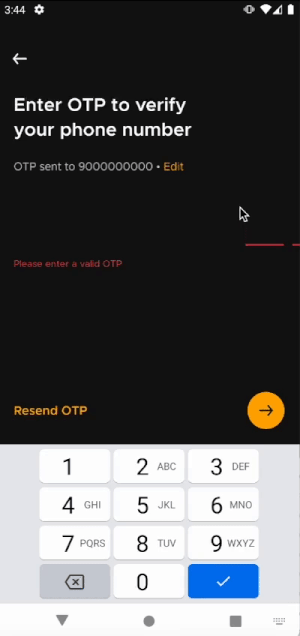 3:44
Enter OTP to verify
your phone number
OTP sent to 9000000000 • Edit
Please enter a valid OTP
Resend OTP
1
2 ABC
3 DEF
4 GHI
5 JKL
6 MNO
7 PQRS
8 TUV
9 WXYZ
0